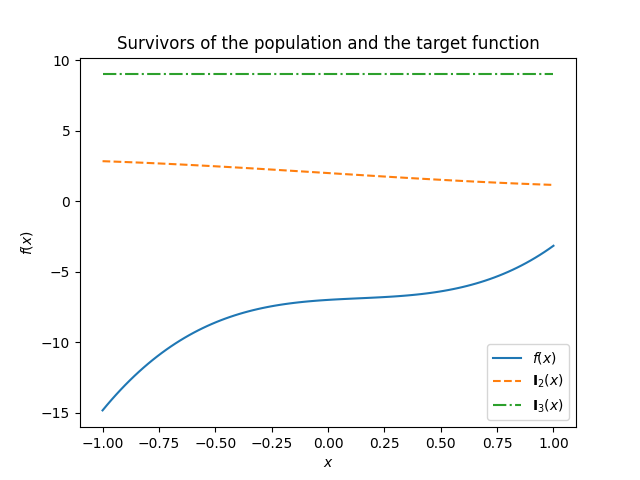 Survivors of the population and the target function
10
5
0
−5
−10
−15
f(x)
−1.00 −0.75 −0.50 −0.25 0.00 0.25 0.50 0.75 1.00
x
f(x)
I₂(x)
I₃(x)